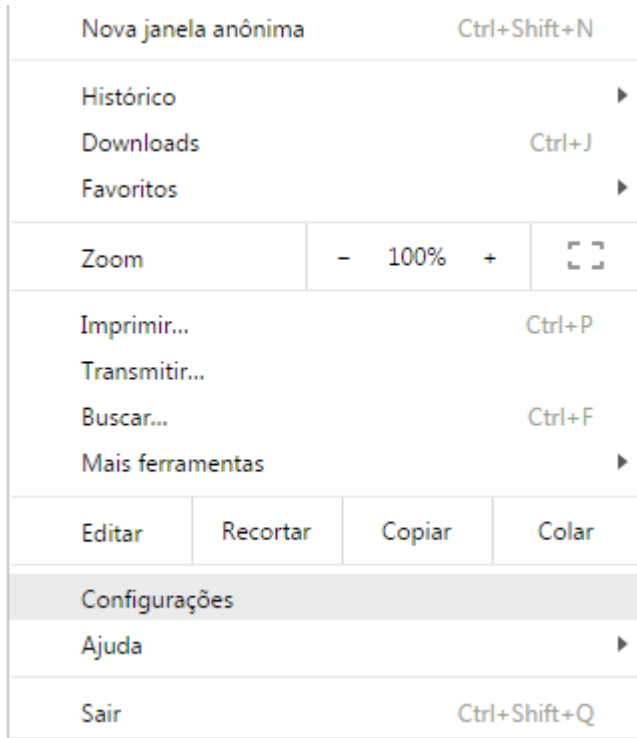 Nova janela anônima Ctrl+Shift+N
Histórico
Downloads Ctrl+J
Favoritos
Zoom - 100% +
Imprimir... Ctrl+P
Transmitir...
Buscar... Ctrl+F
Mais ferramentas
Editar Recortar Copiar Colar
Configurações
Ajuda
Sair Ctrl+Shift+Q